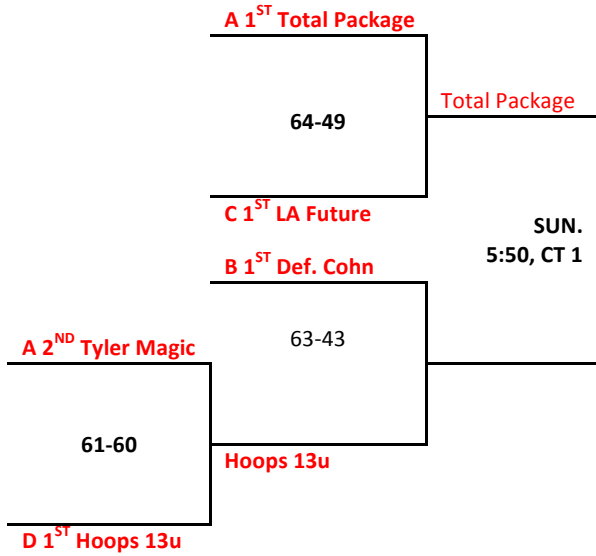 A 1ST Total Package
Total Package
64-49
C 1ST LA Future
SUN.
5:50, CT 1
B 1ST Def. Cohn
63-43
A 2ND Tyler Magic
61-60
Hoops 13u
D 1ST Hoops 13u